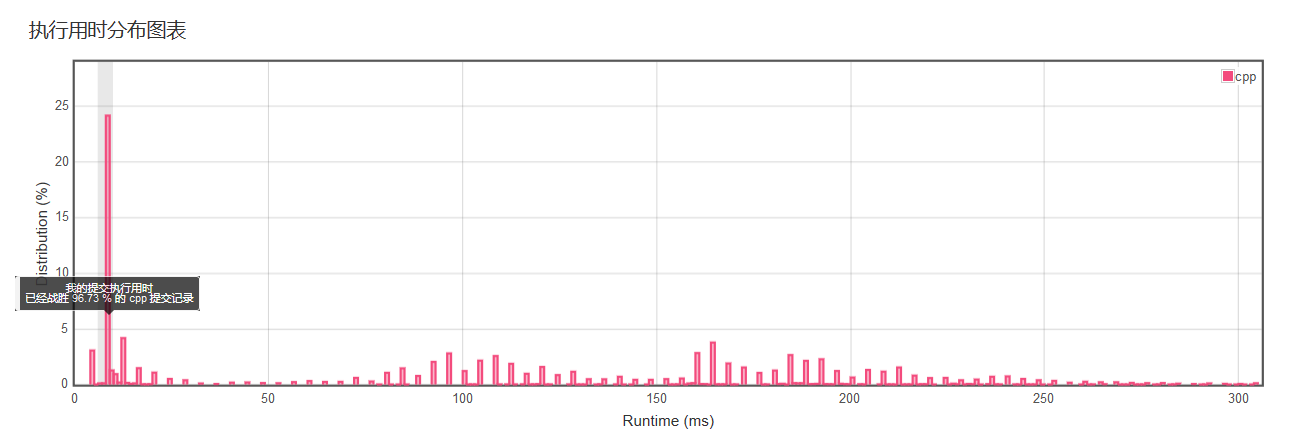 执行用时分布图表
cpp
25
20
15
10
5
0
Distribution (%)
我的提交执行用时
已经战胜 96.73 % 的 cpp 提交记录
0 50 100 150 200 250 300
Runtime (ms)